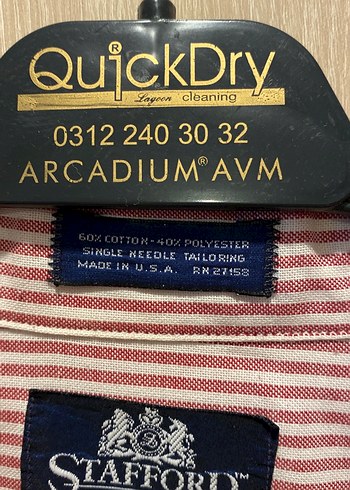 QuickDry®
Lagoon cleaning
0312 240 30 32
ARCADIUM® AVM
60% COTTON - 40% POLYESTER
SINGLE NEEDLE TAILORING
MADE IN U.S.A. RN 27158
STAFFORD™